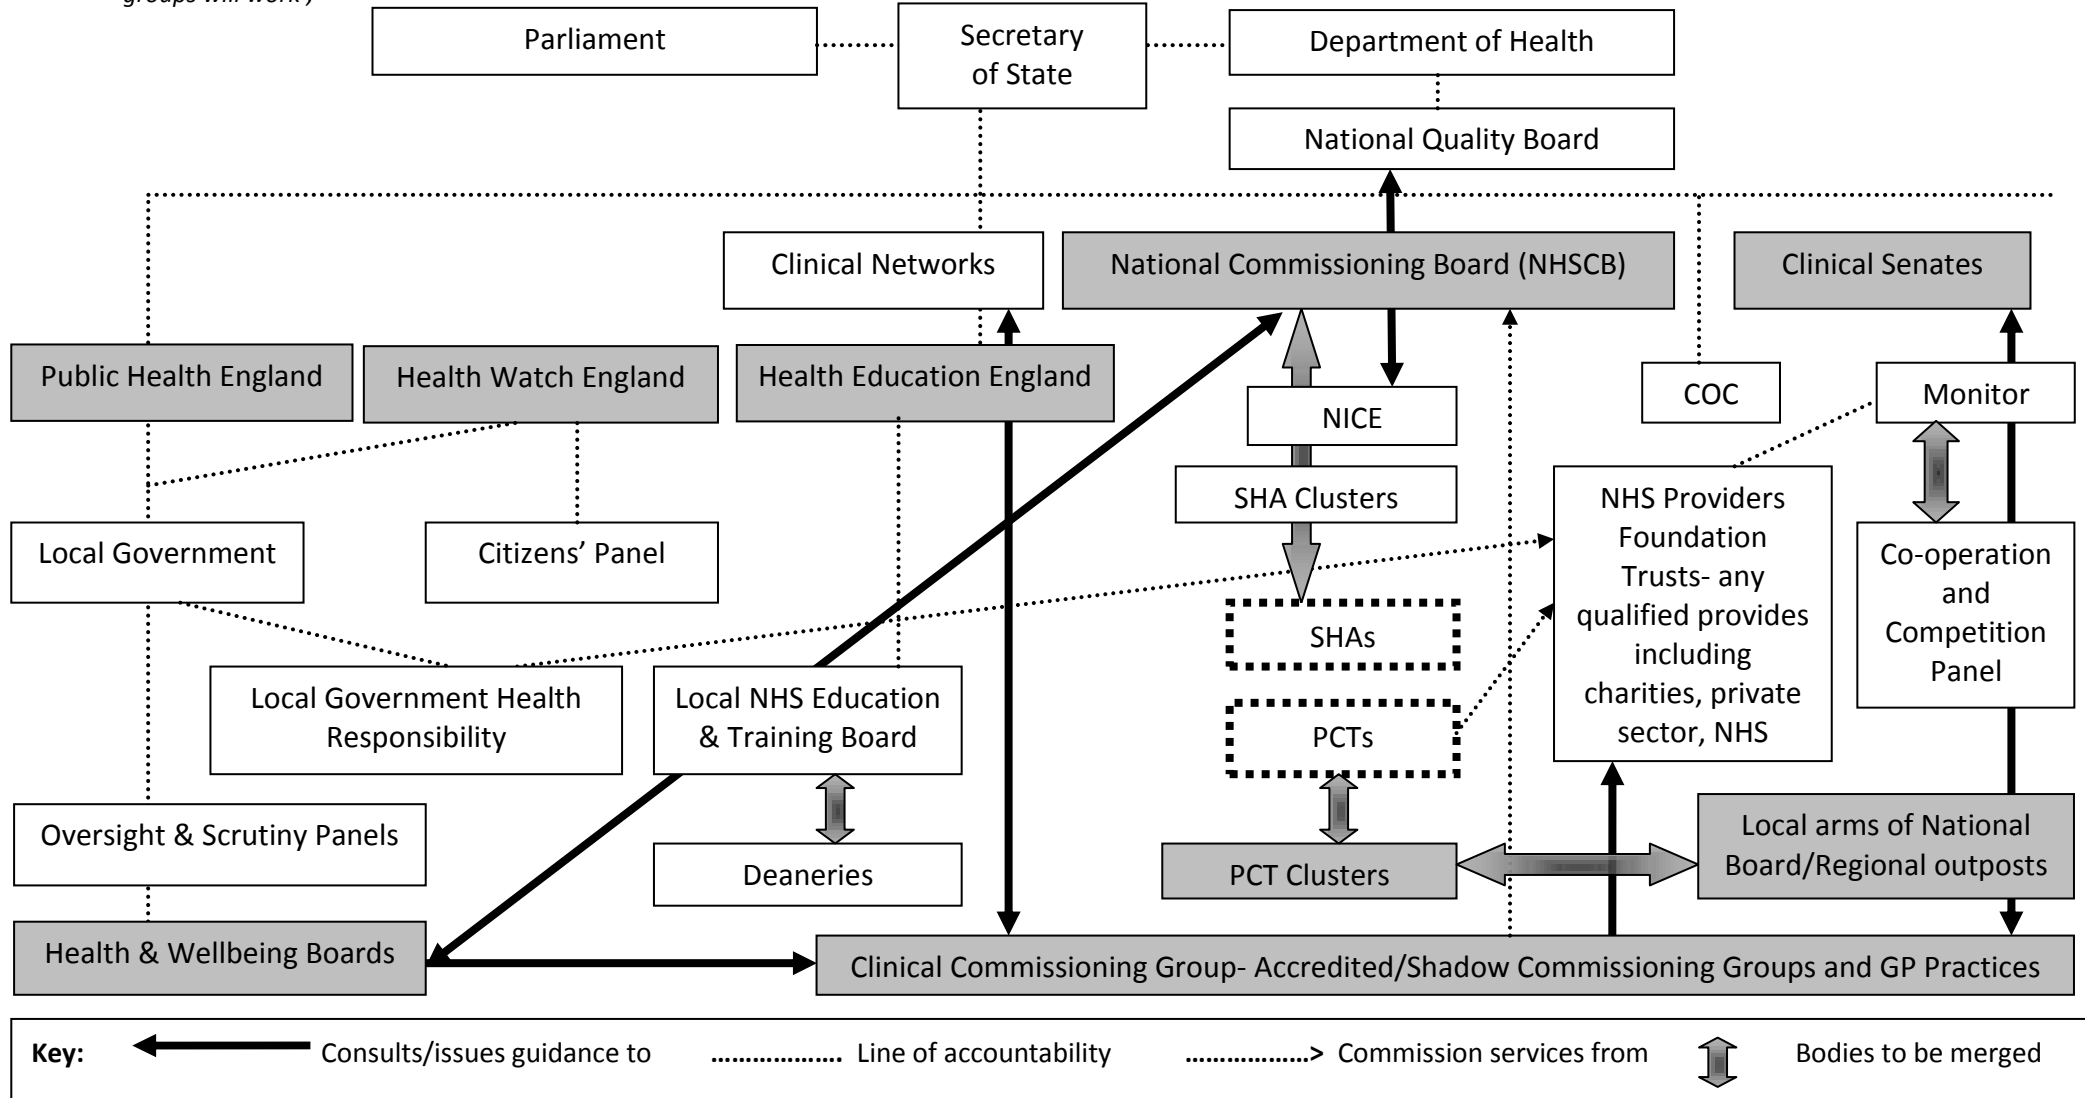 groups will work')
Parliament
Secretary
of State
Department of Health
National Quality Board
Clinical Networks
National Commissioning Board (NHSCB)
Clinical Senates
Public Health England
Health Watch England
Health Education England
NICE
COC
Monitor
SHA Clusters
NHS Providers
Foundation
Trusts- any
qualified provides
including
charities, private
sector, NHS
Local Government
Citizens’ Panel
Co-operation
and
Competition
Panel
SHAs
Local Government Health
Responsibility
Local NHS Education
& Training Board
PCTs
Oversight & Scrutiny Panels
Deaneries
PCT Clusters
Local arms of National
Board/Regional outposts
Health & Wellbeing Boards
Clinical Commissioning Group- Accredited/Shadow Commissioning Groups and GP Practices
Key: Consults/issues guidance to ………………….. Line of accountability …………………> Commission services from Bodies to be merged